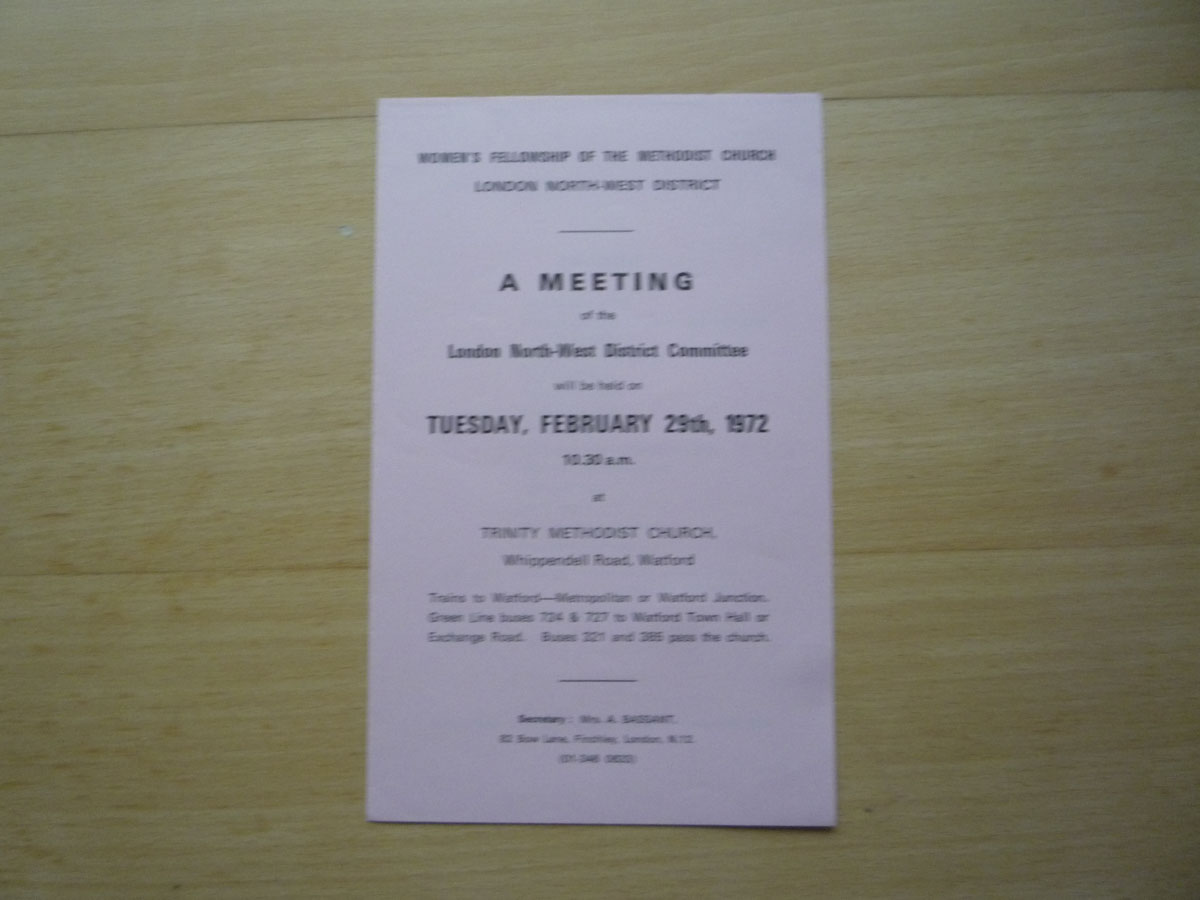 WOMEN'S FELLOWSHIP OF THE METHODIST CHURCH
LONDON NORTH-WEST DISTRICT
A MEETING
of the
London North-West District Committee
will be held on
TUESDAY, FEBRUARY 29th, 1972
10.30 a.m.
at
TRINITY METHODIST CHURCH,
Whippendell Road, Watford
Trains to Watford—Metropolitan or Watford Junction.
Green Line buses 724 & 727 to Watford Town Hall or
Exchange Road. Buses 321 and 385 pass the church.
Secretary: Mrs. A.
Lane, Finchley, London, N.12.